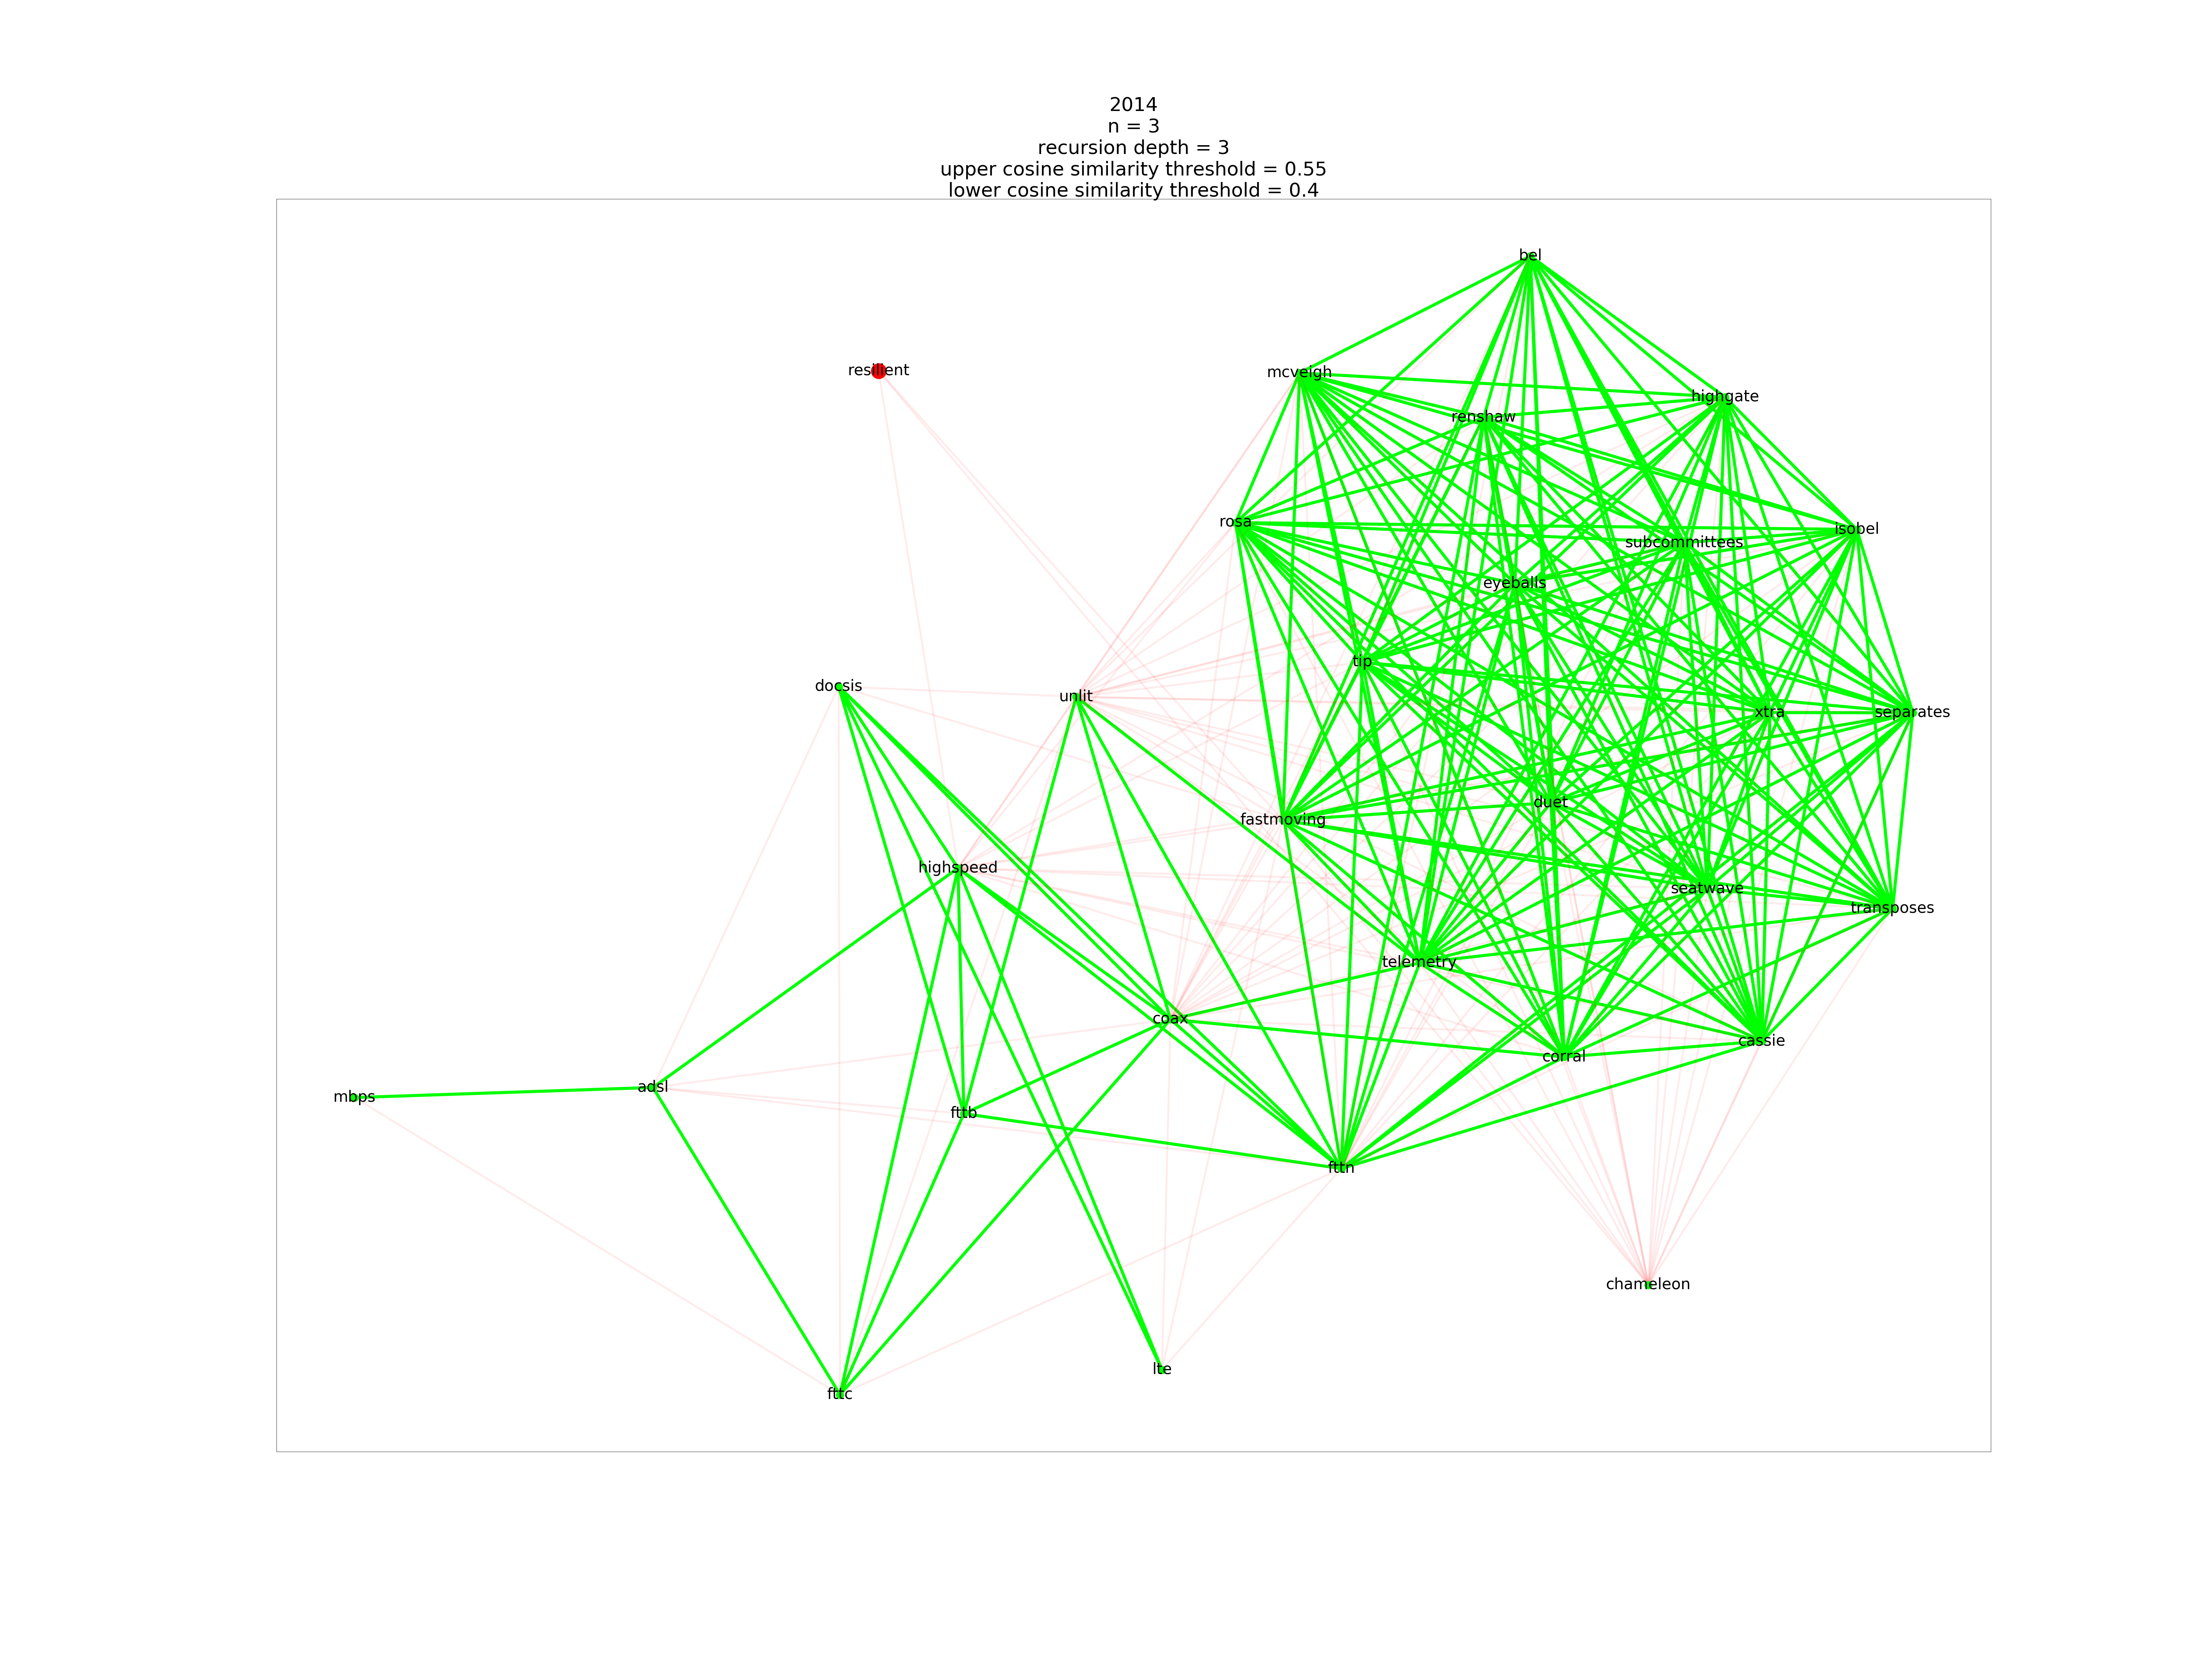 2014
n = 3
recursion depth = 3
upper cosine similarity threshold = 0.55
lower cosine similarity threshold = 0.4
bel
resilient
mcveigh
highgate
renshaw
rosa
isobel
subcommittees
eyeballs
tip
docsis
unlit
xtra
separates
duet
fastmoving
highspeed
seatwave
transposes
telemetry
coax
cassie
corral
adsl
mbps
fttb
fttn
chameleon
lte
fttc